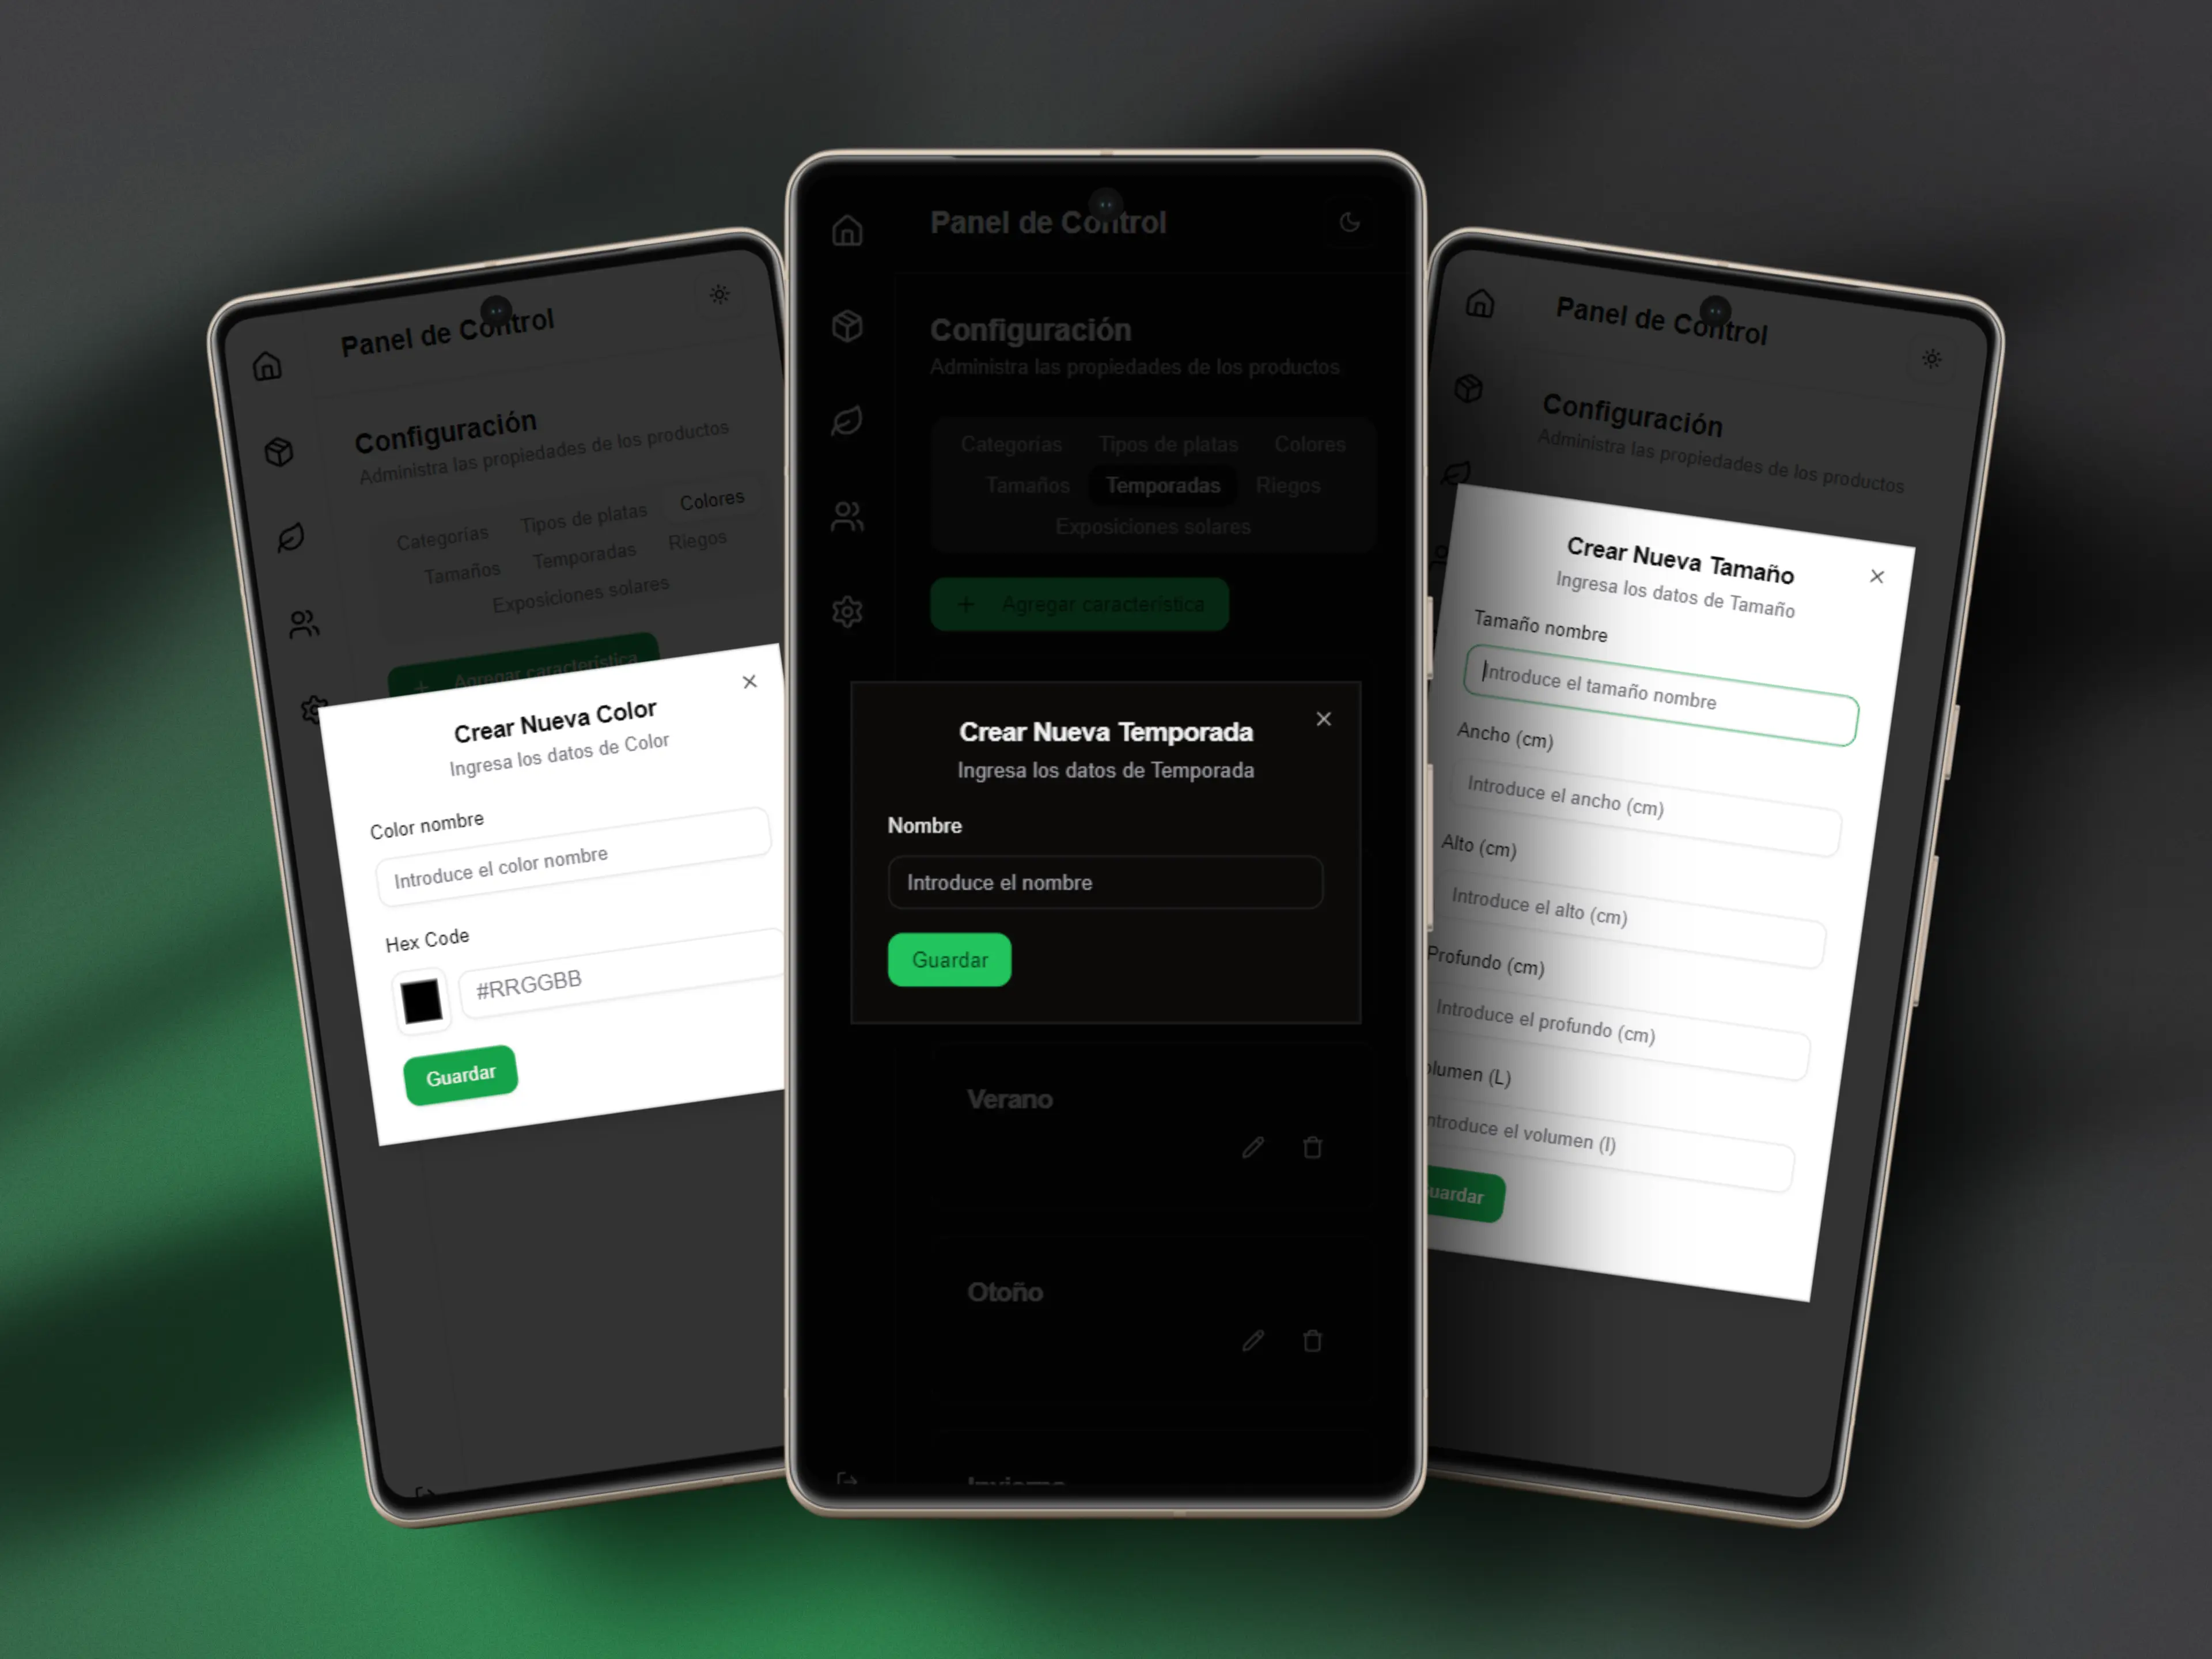 Panel de Control
Configuración
Administra las propiedades de los productos
Categorías Tipos de platas Colores
Tamaños Temporadas Riegos
Exposiciones solares
Agregar característica
Crear Nueva Color
Ingresa los datos de Color
Color nombre
Introduce el color nombre
Hex Code
#RRGGBB
Guardar
Panel de Control
Configuración
Administra las propiedades de los productos
Categorías Tipos de platas Colores
Tamaños Temporadas Riegos
Exposiciones solares
+ Agregar característica
Crear Nueva Temporada
Ingresa los datos de Temporada
Nombre
Introduce el nombre
Guardar
Verano
Otoño
Panel de Control
Configuración
Administra las propiedades de los productos
Crear Nueva Tamaño
Ingresa los datos de Tamaño
Tamaño nombre
Introduce el tamaño nombre
Ancho (cm)
Introduce el ancho (cm)
Alto (cm)
Introduce el alto (cm)
Profundo (cm)
Introduce el profundo (cm)
olumen (L)
ntroduce el volumen (l)
uardar